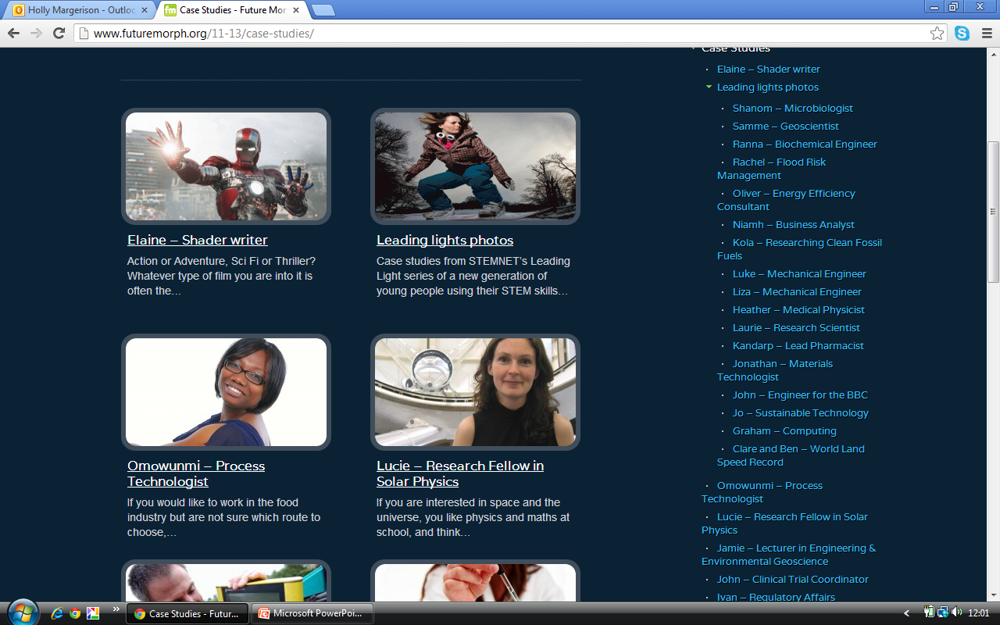 Holly Margerison - Outloo
Case Studies - Future Mor
fm
www.futuremorph.org/11-13/case-studies/
Elaine – Shader writer
Action or Adventure, Sci Fi or Thriller?
Whatever type of film you are into it is
often the...
Leading lights photos
Case studies from STEMNET's Leading
Light series of a new generation of
young people using their STEM skills...
Omowunmi – Process
Technologist
If you would like to work in the food
industry but are not sure which route to
choose,...
Lucie – Research Fellow in
Solar Physics
If you are interested in space and the
universe, you like physics and maths at
school, and think...
Case Studies
Elaine – Shader writer
Leading lights photos
Shanom – Microbiologist
Samme – Geoscientist
Ranna – Biochemical Engineer
Rachel – Flood Risk
Management
Oliver – Energy Efficiency
Consultant
Niamh – Business Analyst
Kola – Researching Clean Fossil
Fuels
Luke – Mechanical Engineer
Liza – Mechanical Engineer
Heather – Medical Physicist
Laurie – Research Scientist
Kandarp – Lead Pharmacist
Jonathan – Materials
Technologist
John – Engineer for the BBC
Jo – Sustainable Technology
Graham – Computing
Clare and Ben – World Land
Speed Record
Omowunmi – Process
Technologist
Lucie – Research Fellow in Solar
Physics
Jamie – Lecturer in Engineering &
Environmental Geoscience
John – Clinical Trial Coordinator
Ivan – Regulatory Affairs
Case Studies - Futur...
Microsoft PowerPoi...
12:01